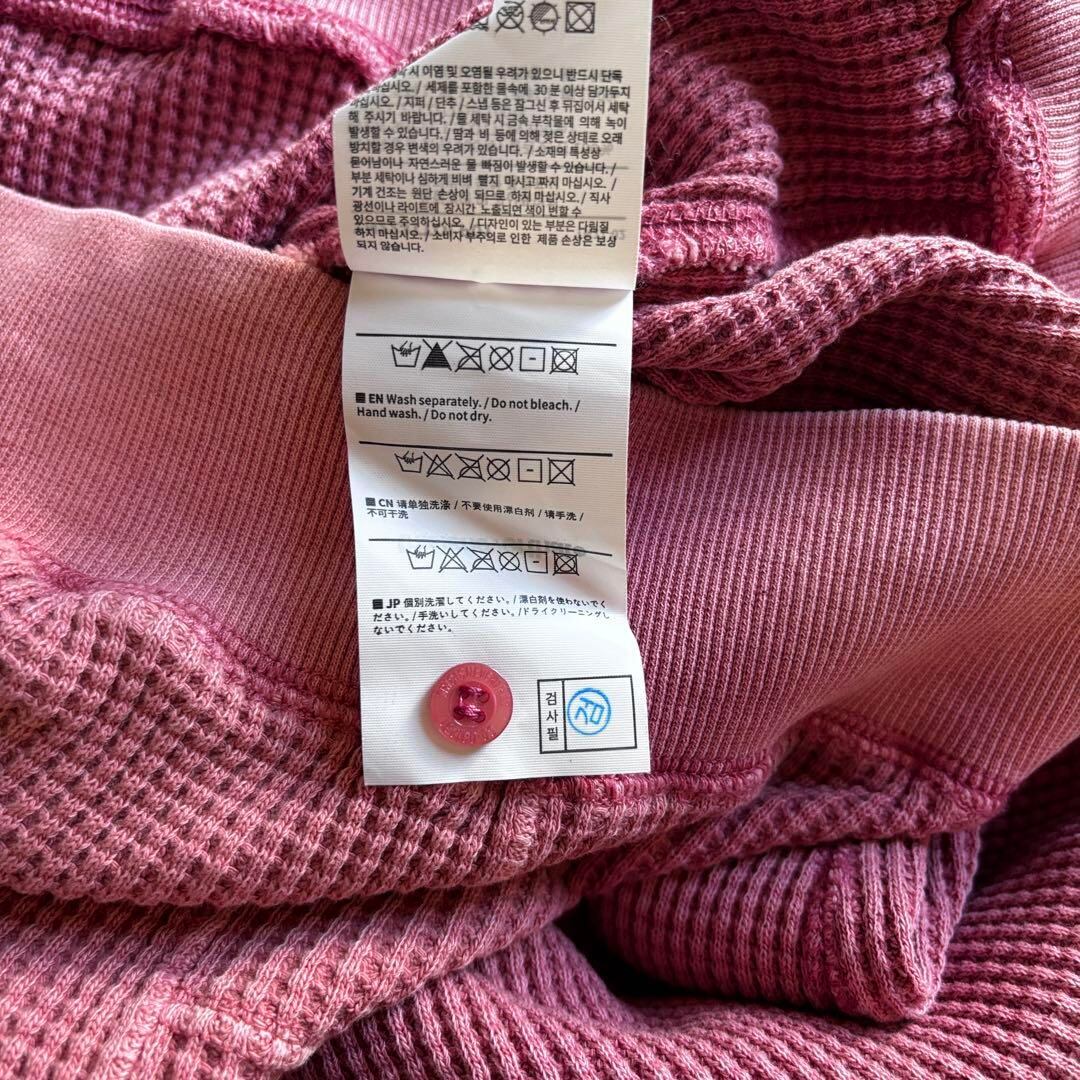 시 이염 및 오염될 우려가 있으니 반드시 단독
하십시오. / 세제를 포함한 물속에 30분 이상 담가두지
마십시오. / 지퍼 / 단추 / 스냅 등은 잠그신 후 뒤집어서 세탁
해 주시기 바랍니다. / 물 세탁 시 금속 부착물에 의해 녹이
발생할 수 있습니다. / 땀과 비 등에 의해 젖은 상태로 오래
방치할 경우 변색의 우려가 있습니다. / 소재의 특성상
묻어남이나 자연스러운 물 빠짐이 발생할 수 있습니다. /
부분 세탁이나 심하게 비벼 빨지 마시고 짜지 마십시오. /
기계 건조는 원단 손상이 되므로 하지 마십시오. / 직사
광선이나 라이트에 장시간 노출되면 색이 변할 수
있으므로 주의하십시오. / 디자인이 있는 부분은 다림질
하지 마십시오. / 소비자 부주의로 인한 제품 손상은 보상
되지 않습니다.
EN Wash separately. / Do not bleach. /
Hand wash. / Do not dry.
CN 请单独洗涤 / 不要使用漂白剂 / 请手洗 /
不可干洗
JP 個別洗濯してください。/ 漂白剤を使わないでく
ださい。/ 手洗いしてください。/ドライクリーニングし
ないでください。
검사필
검